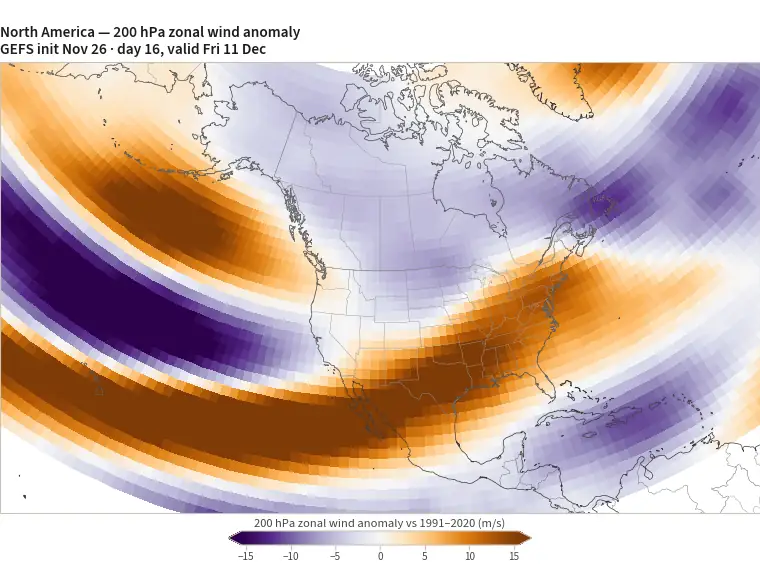 North America — 200 hPa zonal wind anomaly
GEFS init Nov 26 · day 16, valid Fri 11 Dec
200 hPa zonal wind anomaly vs 1991–2020 (m/s)
−15 −10 −5 0 5 10 15